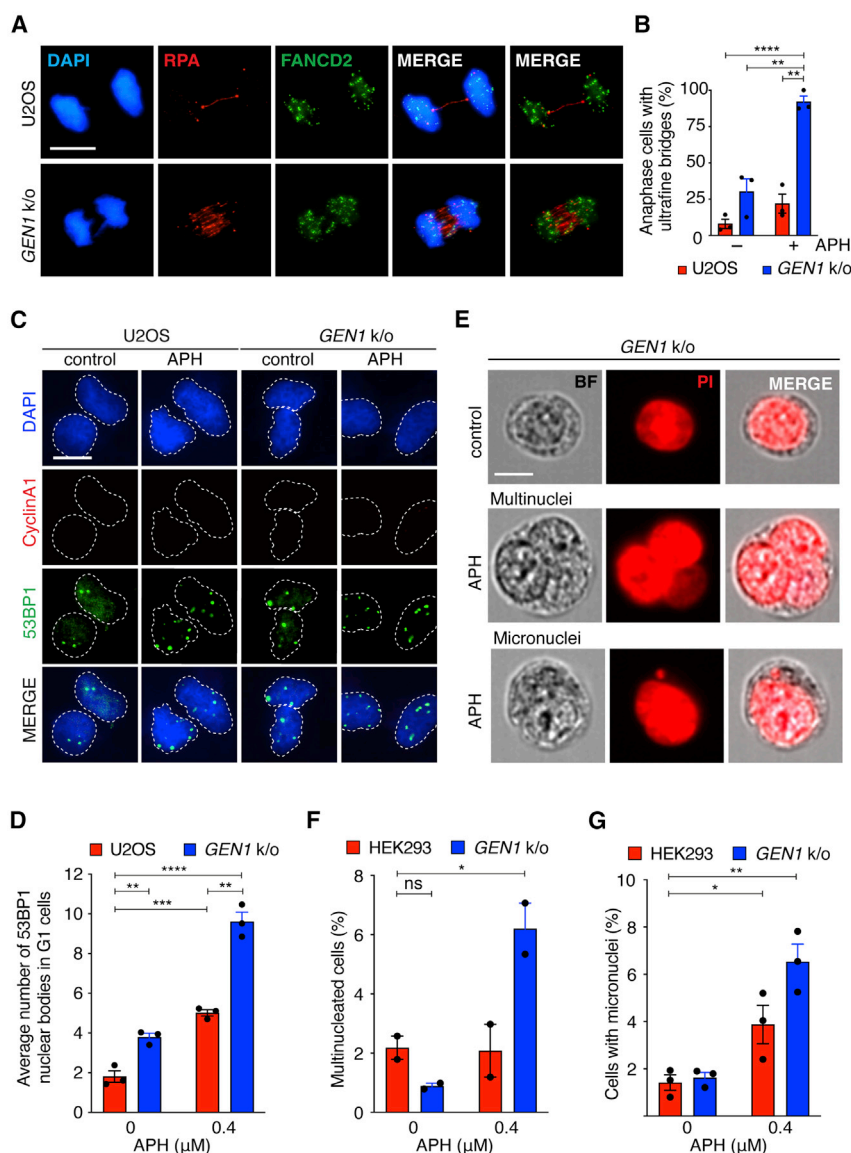 A
DAPI
RPA
FANCD2
MERGE
MERGE
U2OS
GEN1 k/o
B
****
**
**
Anaphase cells with
ultrafine bridges (%)
100
75
50
25
0
–
+
APH
U2OS
GEN1 k/o
C
U2OS
GEN1 k/o
control
APH
control
APH
DAPI
CyclinA1
53BP1
MERGE
E
GEN1 k/o
BF
PI
MERGE
control
Multinuclei
APH
Micronuclei
APH
D
U2OS
GEN1 k/o
****
**
**
***
Average number of 53BP1
nuclear bodies in G1 cells
12
10
8
6
4
2
0
0
0.4
APH (µM)
F
HEK293
GEN1 k/o
*
ns
Multinucleated cells (%)
8
6
4
2
0
0
0.4
APH (µM)
G
HEK293
GEN1 k/o
**
*
Cells with micronuclei (%)
10
8
6
4
2
0
0.4
APH (µM)